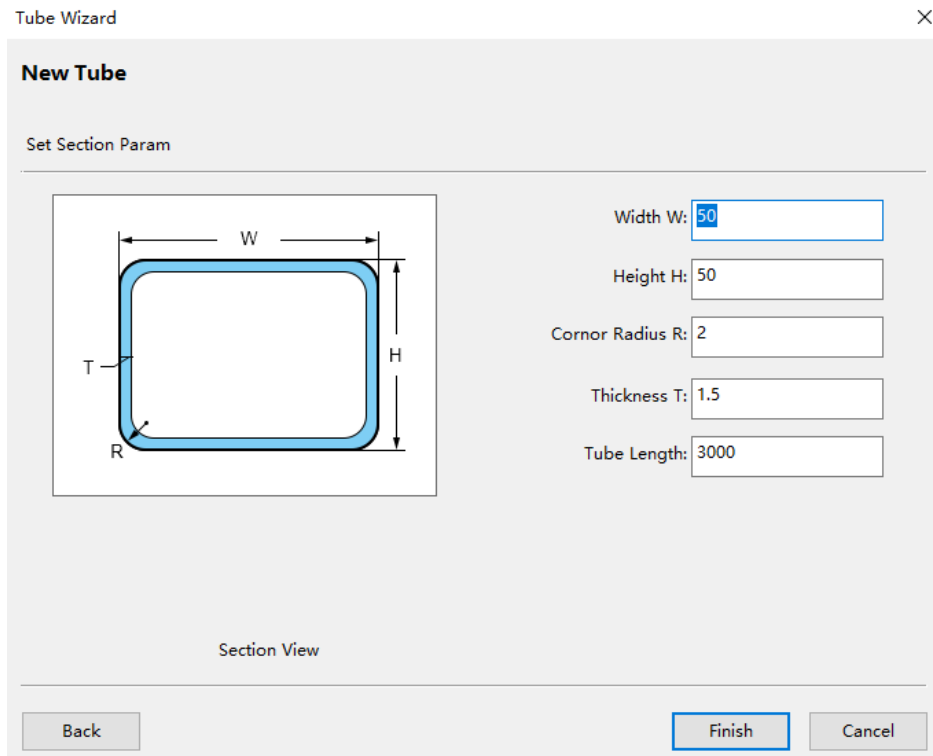 Tube Wizard
New Tube
Set Section Param
W
H
T
R
Width W: 50
Height H: 50
Cornor Radius R: 2
Thickness T: 1.5
Tube Length: 3000
Section View
Back
Finish
Cancel